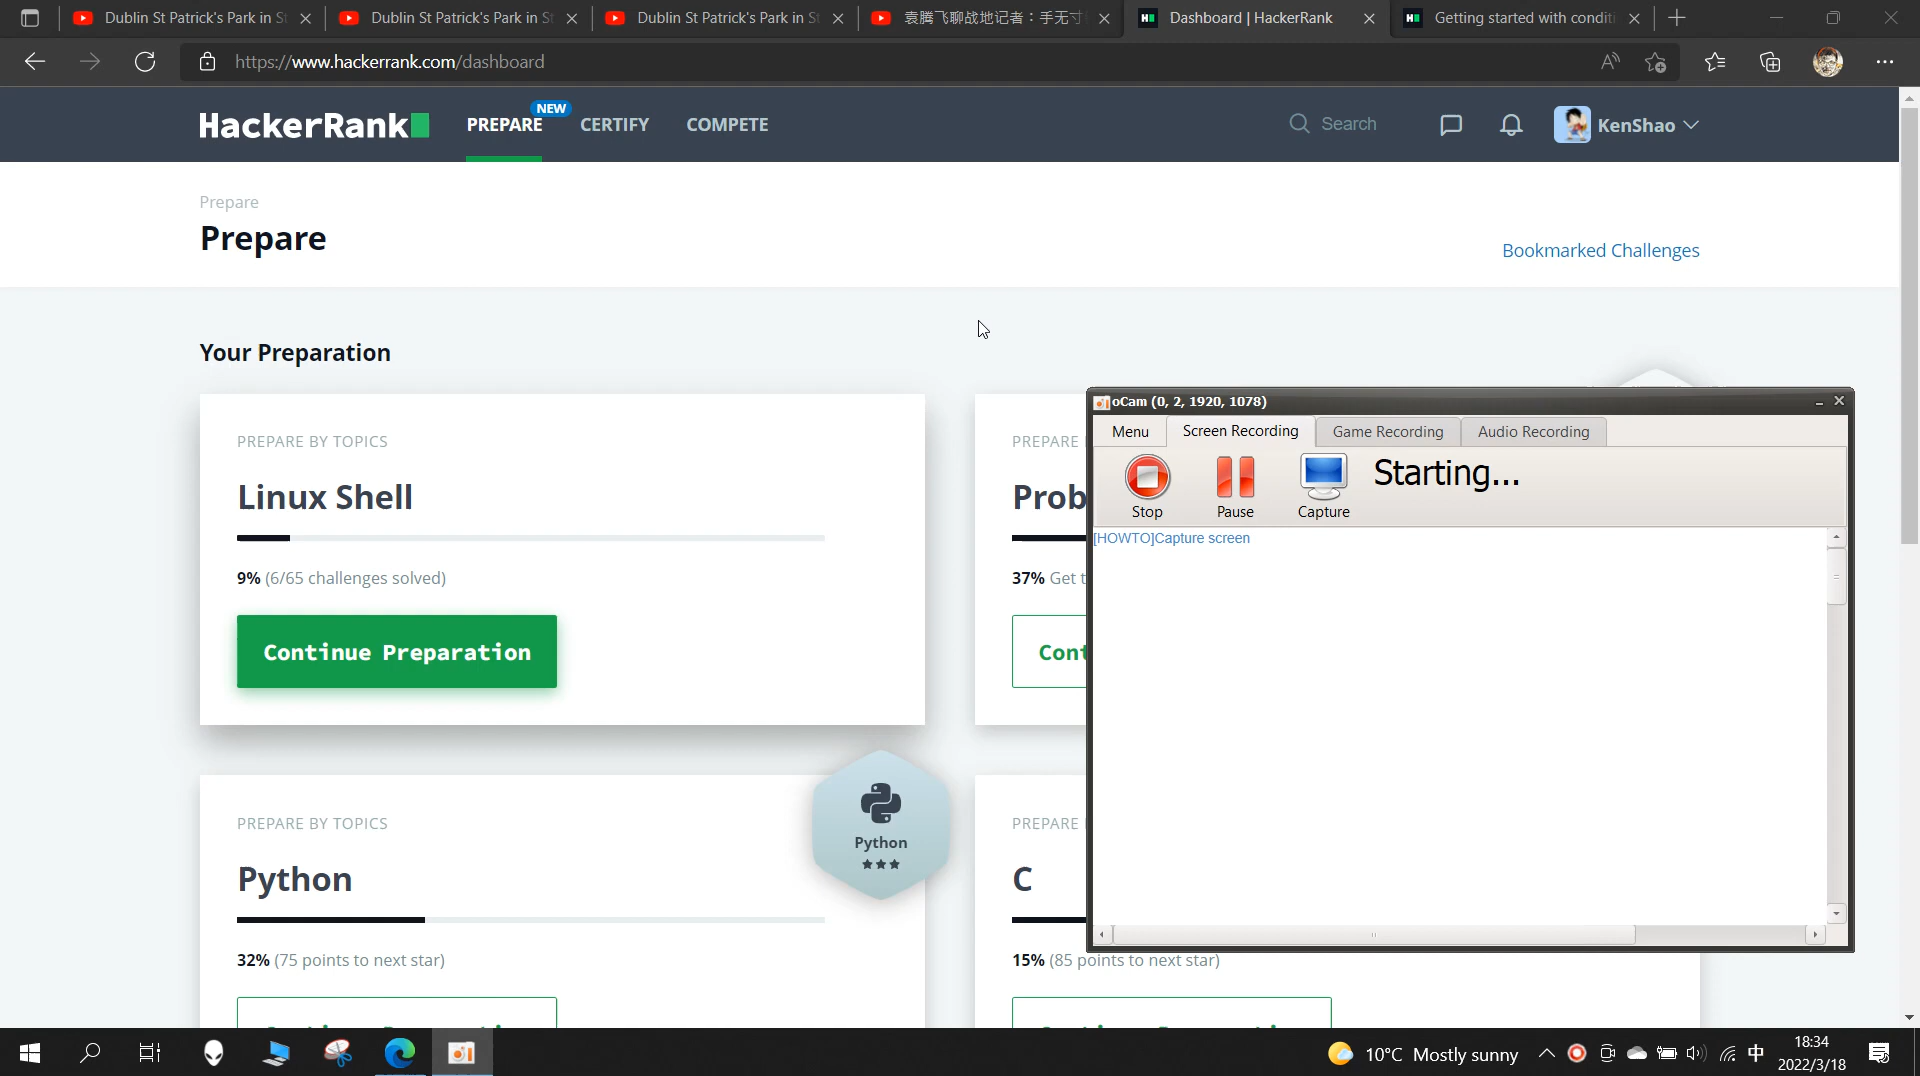 Dublin St Patrick's Park in St
Dublin St Patrick's Park in St
Dublin St Patrick's Park in St
袁腾飞聊战地记者：手无寸
Dashboard | HackerRank
Getting started with conditi
https://www.hackerrank.com/dashboard
HackerRank
PREPARE
NEW
CERTIFY
COMPETE
Search
KenShao
Prepare
Prepare
Bookmarked Challenges
Your Preparation
PREPARE BY TOPICS
Linux Shell
9% (6/65 challenges solved)
Continue Preparation
PREPARE
Prob
37% Get t
Cont
oCam (0, 2, 1920, 1078)
Menu
Screen Recording
Game Recording
Audio Recording
Stop
Pause
Capture
Starting...
[HOWTO]Capture screen
PREPARE BY TOPICS
Python
32% (75 points to next star)
Python
PREPARE
C
15% (85 points to next star)
10°C Mostly sunny
中
18:34
2022/3/18